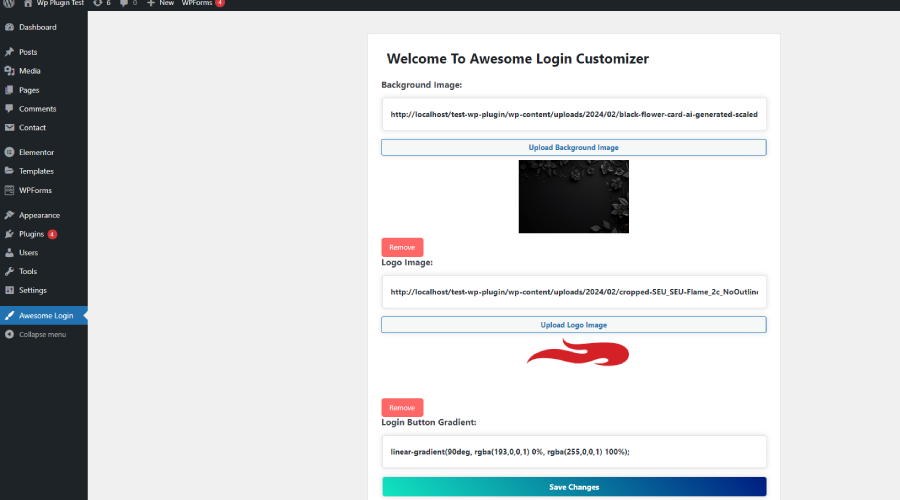 Wp Plugin Test 6 0 New WPForms 4
Dashboard
Posts
Media
Pages
Comments
Contact
Elementor
Templates
WPForms
Appearance
Plugins 4
Users
Tools
Settings
Awesome Login
Collapse menu
Welcome To Awesome Login Customizer
Background Image:
http://localhost/test-wp-plugin/wp-content/uploads/2024/02/black-flower-card-ai-generated-scaled
Upload Background Image
Remove
Logo Image:
http://localhost/test-wp-plugin/wp-content/uploads/2024/02/cropped-SEU_SEU-Flame_2c_NoOutline
Upload Logo Image
Remove
Login Button Gradient:
linear-gradient(90deg, rgba(193,0,0,1) 0%, rgba(255,0,0,1) 100%);
Save Changes